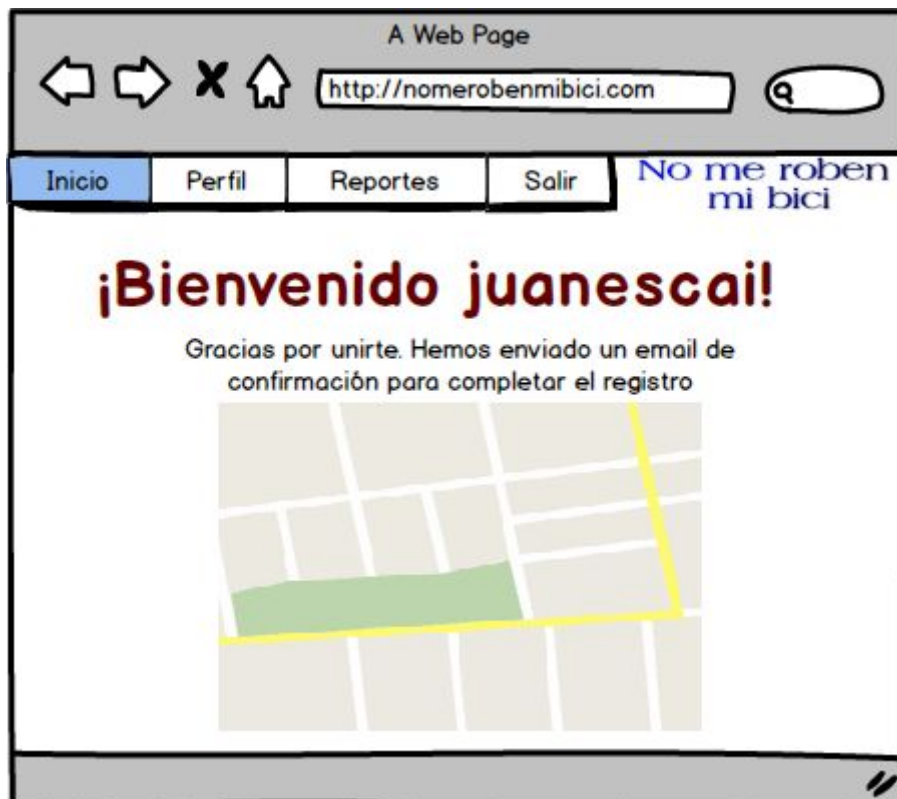 A Web Page
http://nomerobenmibici.com
Inicio Perfil Reportes Salir
No me roben
mi bici
¡Bienvenido juanescai!
Gracias por unirte. Hemos enviado un email de
confirmación para completar el registro